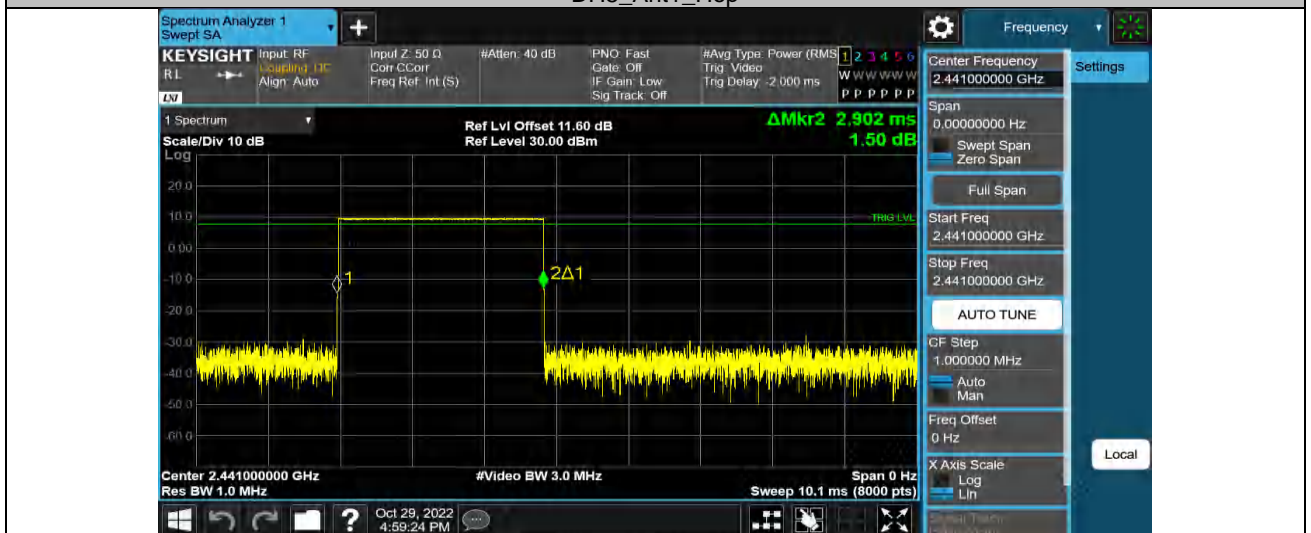 Spectrum Analyzer 1
Swept SA
+
Frequency
KEYSIGHT
RL
LXI
Input: RF
Coupling: DC
Align: Auto
Input Z: 50 Ω
Corr CCorr
Freq Ref: Int (S)
#Atten: 40 dB
PNO: Fast
Gate: Off
IF Gain: Low
Sig Track: Off
#Avg Type: Power (RMS
Trig: Video
Trig Delay: -2.000 ms
1 2 3 4 5 6
W W W W W W
P P P P P P
1 Spectrum
Scale/Div 10 dB
Log
Ref Lvl Offset 11.60 dB
Ref Level 30.00 dBm
ΔMkr2 2.902 ms
1.50 dB
20.0
10.0
0.00
-10.0
-20.0
-30.0
-40.0
-50.0
-60.0
TRIG LVL
1
2Δ1
Center 2.441000000 GHz
Res BW 1.0 MHz
#Video BW 3.0 MHz
Span 0 Hz
Sweep 10.1 ms (8000 pts)
?
Oct 29, 2022
4:59:24 PM
Center Frequency
2.441000000 GHz
Settings
Span
0.00000000 Hz
Swept Span
Zero Span
Full Span
Start Freq
2.441000000 GHz
Stop Freq
2.441000000 GHz
AUTO TUNE
CF Step
1.000000 MHz
Auto
Man
Freq Offset
0 Hz
X Axis Scale
Log
Lin
Local